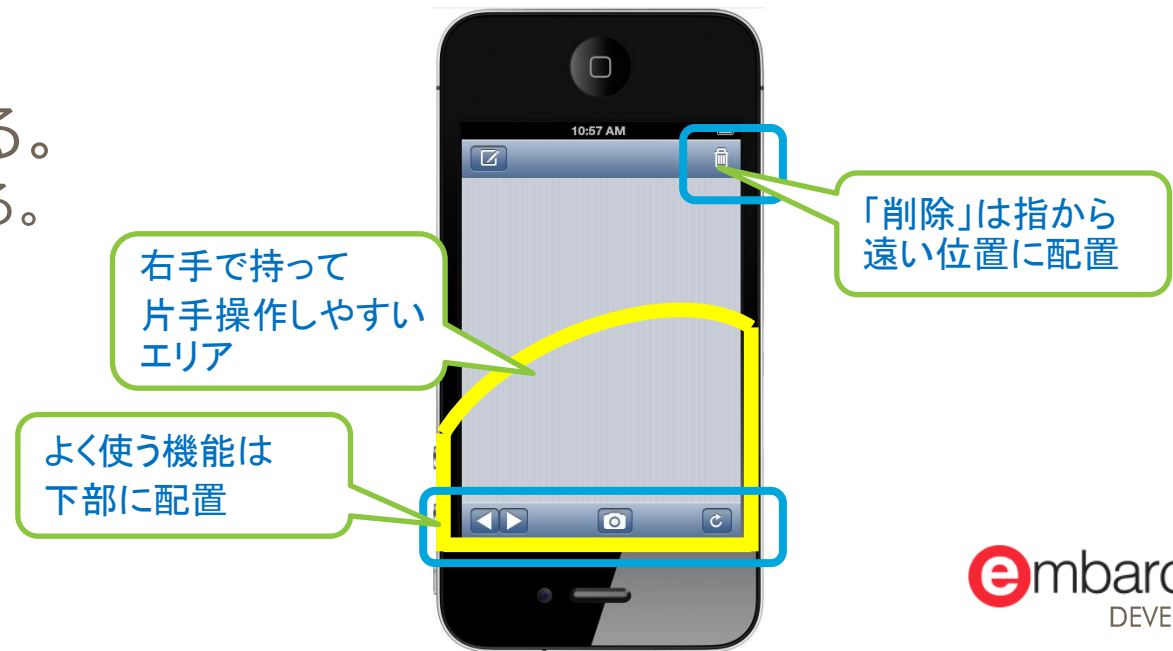 る。
る。
10:57 AM
「削除」は指から
遠い位置に配置
右手で持って
片手操作しやすい
エリア
よく使う機能は
下部に配置
embarc
DEVE